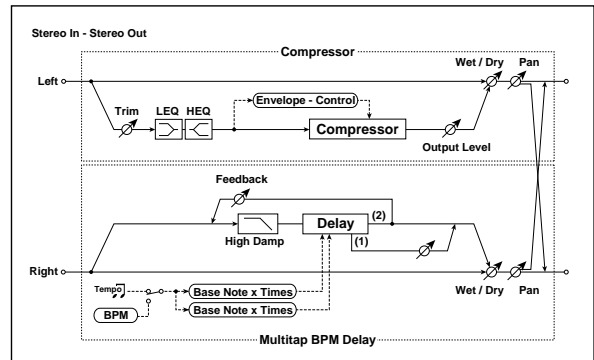 Stereo In - Stereo Out
Compressor
Wet / Dry Pan
Left
Envelope - Control
Trim LEQ HEQ
Compressor
Output Level
Feedback
Delay (2)
(1)
High Damp
Right
Wet / Dry Pan
Tempo
Base Note x Times
BPM
Base Note x Times
Multitap BPM Delay